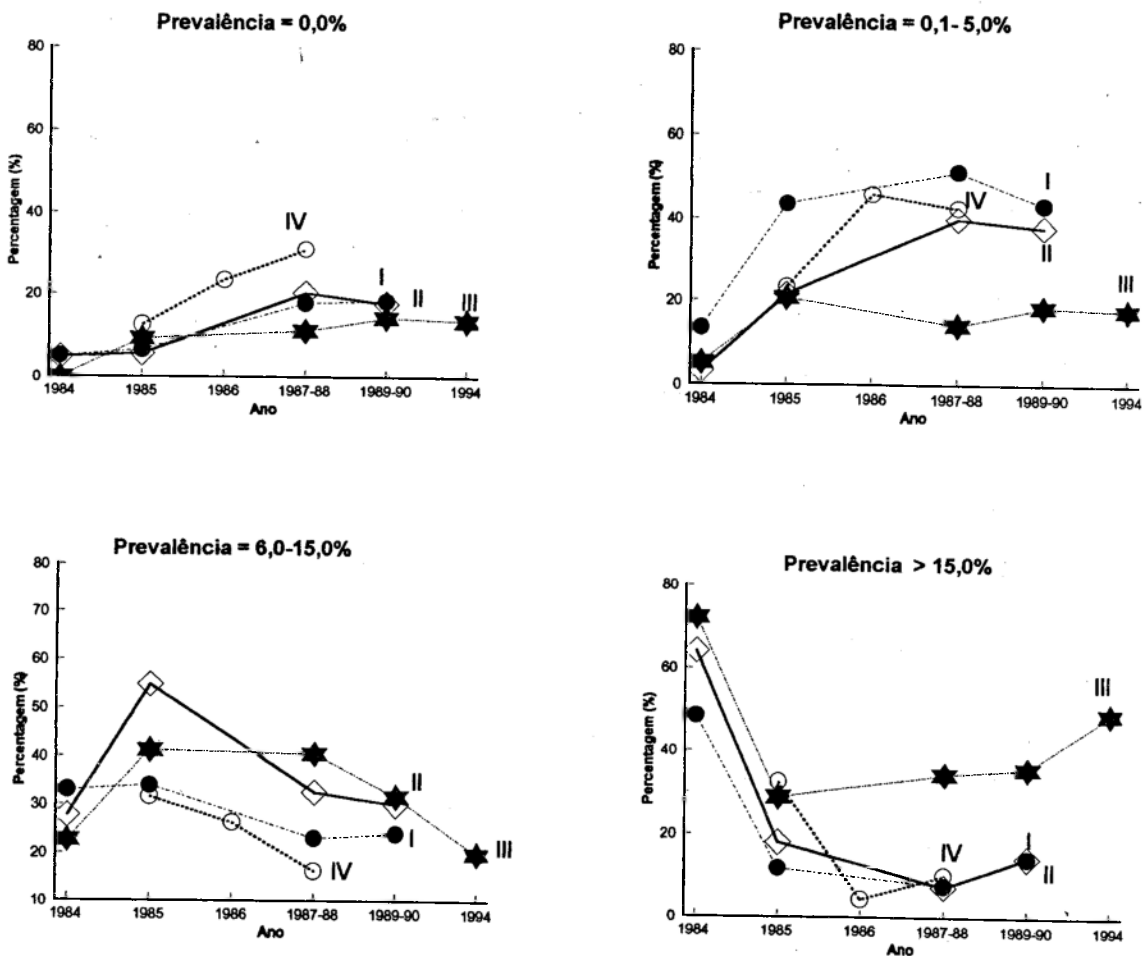 Prevalência = 0,0%
80
60
40
20
0
Percentagem (%)
IV
I
II
III
1984
1985
1986
1987-88
1989-90
1994
Ano
Prevalência = 0,1- 5,0%
80
60
40
20
0
Percentagem (%)
I
IV
II
III
1984
1985
1986
1987-88
1989-90
1994
Ano
Prevalência = 6,0-15,0%
80
70
60
50
40
30
20
10
Percentagem (%)
II
I
III
IV
1984
1985
1986
1987-88
1989-90
1994
Ano
Prevalência > 15,0%
80
60
40
20
0
Percentagem (%)
III
IV
I
II
1984
1985
1986
1987-88
1989-90
1994
Ano